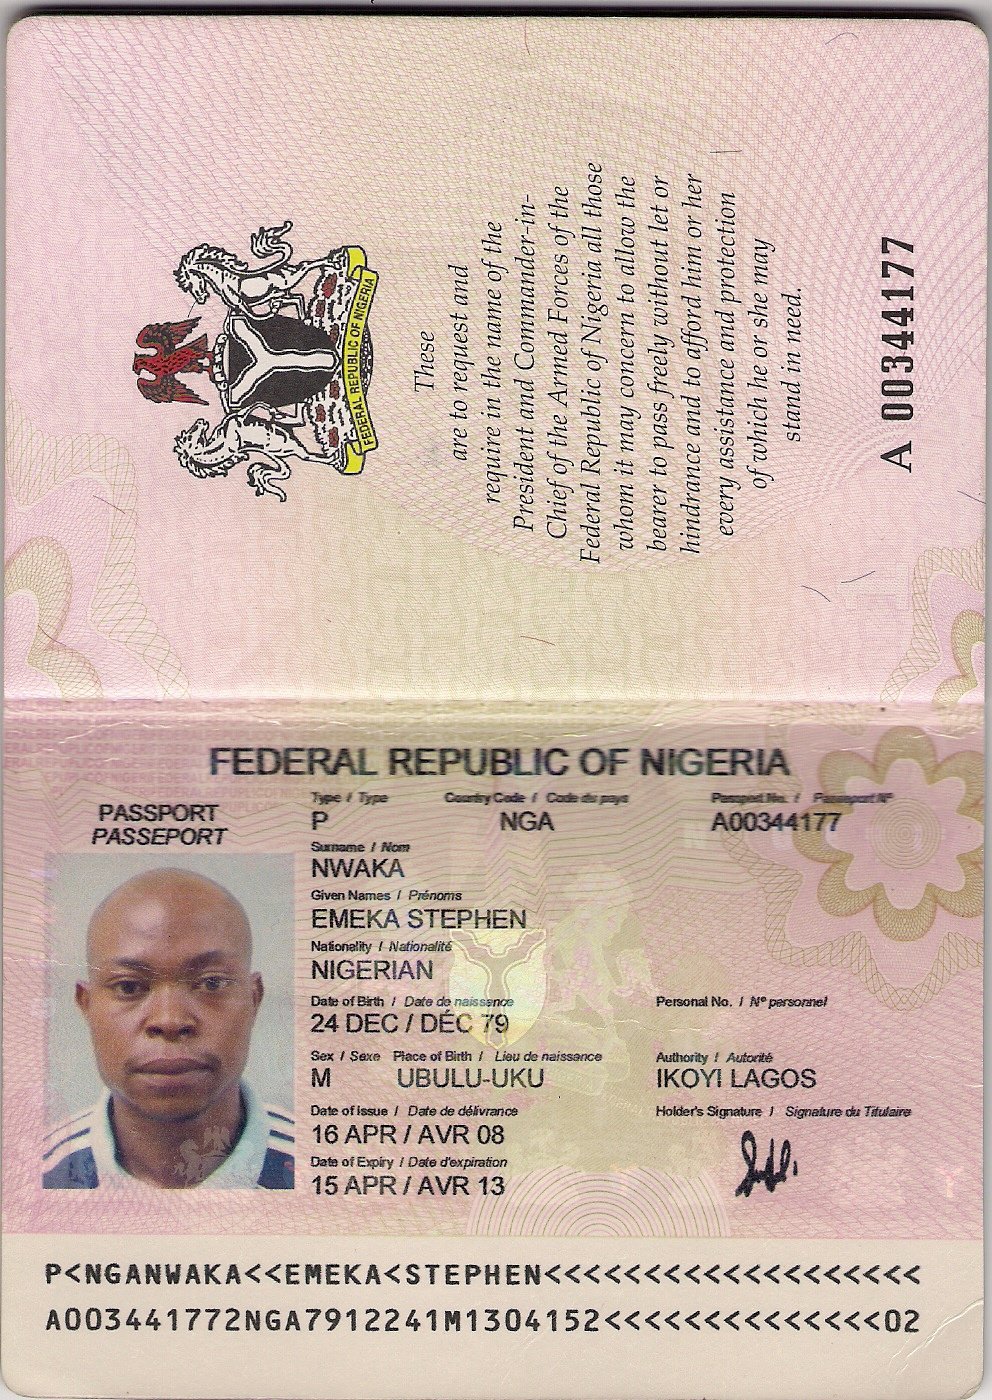 FEDERAL REPUBLIC OF NIGERIA
These
are to request and
require in the name of the
President and Commander-in-
Chief of the Armed Forces of the
Federal Republic of Nigeria all those
whom it may concern to allow the
bearer to pass freely without let or
hindrance and to afford him or her
every assistance and protection
of which he or she may
stand in need.
A 00344177
FEDERAL REPUBLIC OF NIGERIA
PASSPORT
PASSEPORT
Type / Type Country Code / Code du pays Passport No. / Passeport Nº
P NGA A00344177
Surname / Nom
NWAKA
Given Names / Prénoms
EMEKA STEPHEN
Nationality / Nationalité
NIGERIAN
Date of Birth / Date de naissance Personal No. / Nº personnel
24 DEC / DÉC 79
Sex / Sexe Place of Birth / Lieu de naissance Authority / Autorité
M UBULU-UKU IKOYI LAGOS
Date of Issue / Date de délivrance Holder's Signature / Signature du Titulaire
16 APR / AVR 08
Date of Expiry / Date d'expiration
15 APR / AVR 13
P<NGANWAKA<<EMEKA<STEPHEN<<<<<<<<<<<<<<<<<<<
A003441772NGA7912241M1304152<<<<<<<<<<<<<<02